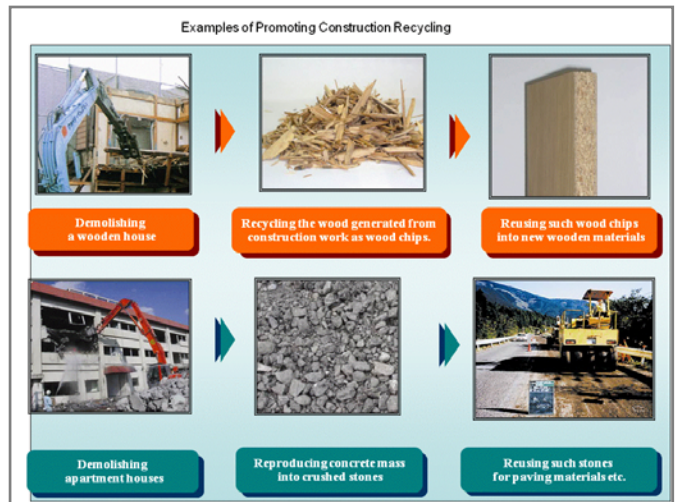 Examples of Promoting Construction Recycling
Demolishing
a wooden house
Recycling the wood generated from
construction work as wood chips.
Reusing such wood chips
into new wooden materials
Demolishing
apartment houses
Reproducing concrete mass
into crushed stones
Reusing such stones
for paving materials etc.